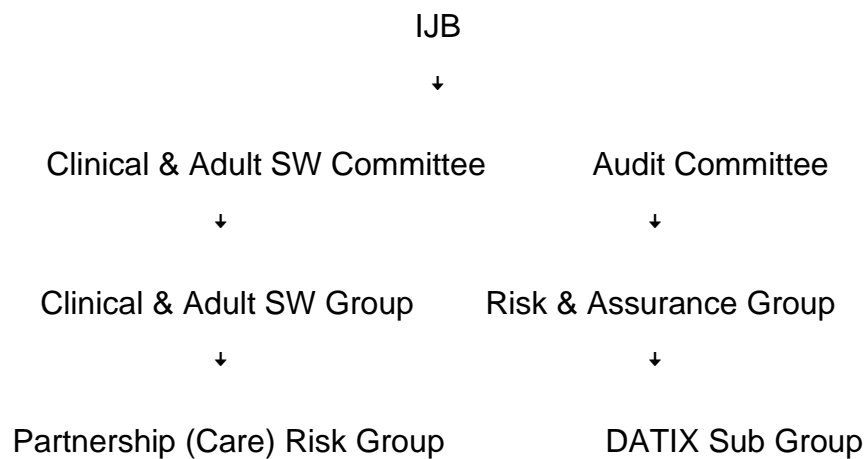 IJB
↓
Clinical & Adult SW Committee Audit Committee
↓ ↓
Clinical & Adult SW Group Risk & Assurance Group
↓ ↓
Partnership (Care) Risk Group DATIX Sub Group